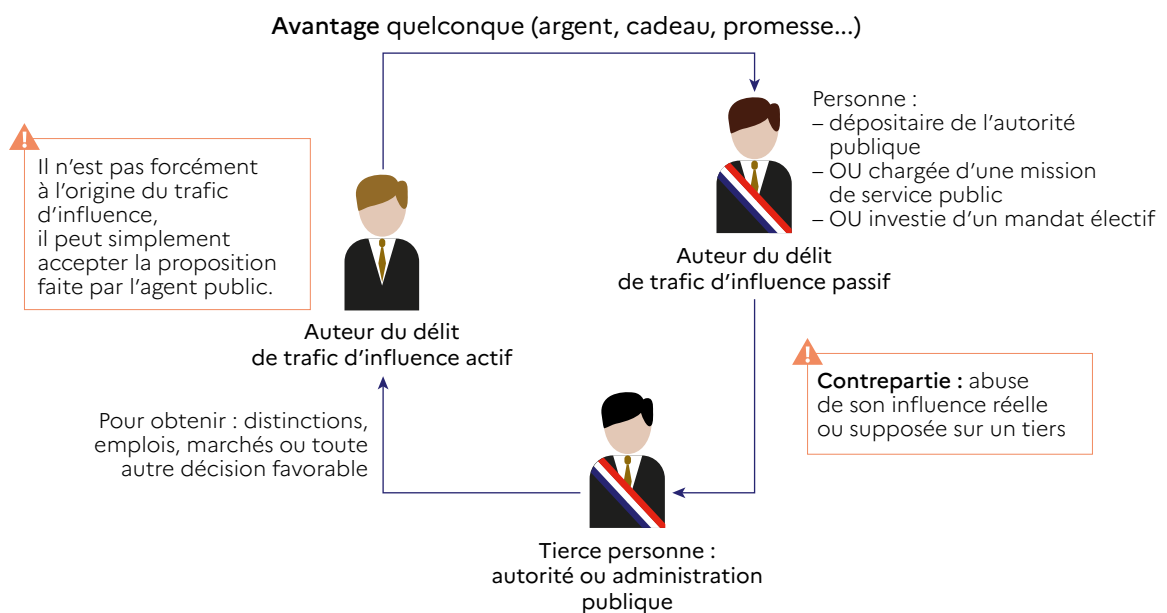 Avantage quelconque (argent, cadeau, promesse...)
Personne :
– dépositaire de l'autorité
publique
– OU chargée d'une mission
de service public
– OU investie d'un mandat électif
Il n'est pas forcément
à l'origine du trafic
d'influence,
il peut simplement
accepter la proposition
faite par l'agent public.
Auteur du délit
de trafic d'influence passif
Auteur du délit
de trafic d'influence actif
Contrepartie : abuse
de son influence réelle
ou supposée sur un tiers
Pour obtenir : distinctions,
emplois, marchés ou toute
autre décision favorable
Tierce personne :
autorité ou administration
publique